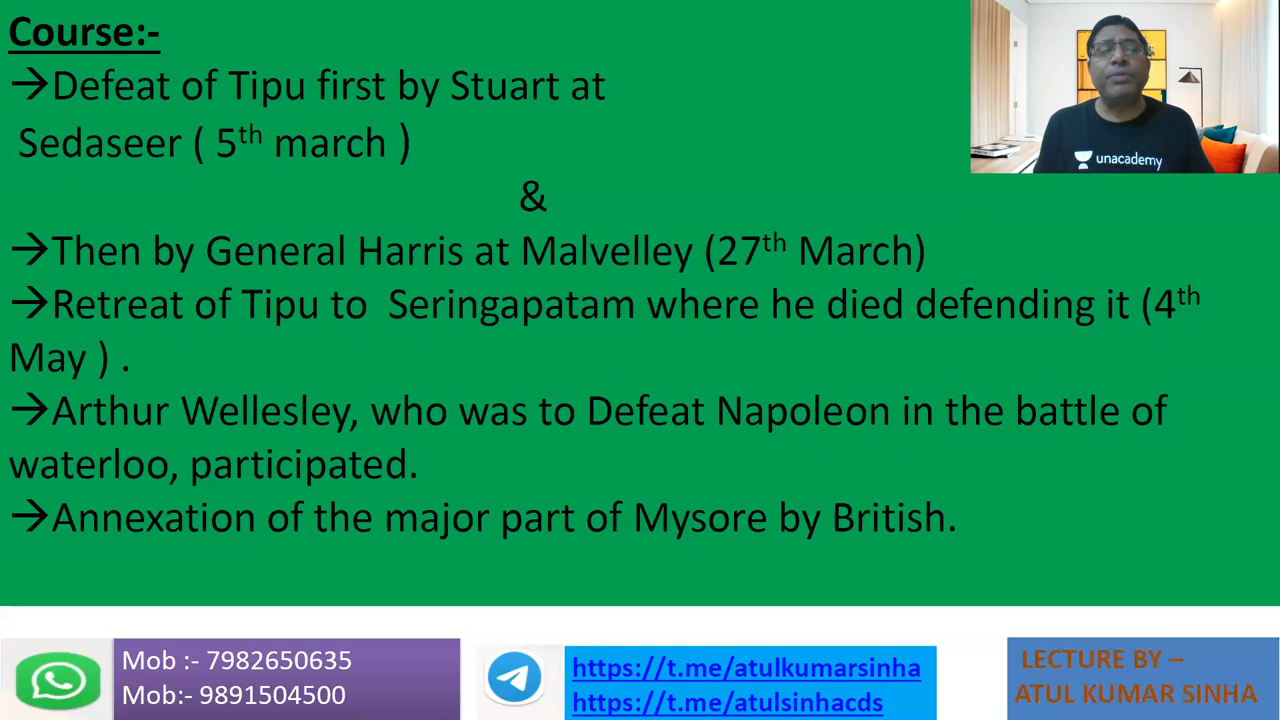 Course:-
→Defeat of Tipu first by Stuart at
Sedaseer ( 5th march )
&
→Then by General Harris at Malvelley (27th March)
→Retreat of Tipu to Seringapatam where he died defending it (4th
May ) .
→Arthur Wellesley, who was to Defeat Napoleon in the battle of
waterloo, participated.
→Annexation of the major part of Mysore by British.
unacademy
Mob :- 7982650635
Mob:- 9891504500
https://t.me/atulkumarsinha
https://t.me/atulsinhacds
LECTURE BY –
ATUL KUMAR SINHA